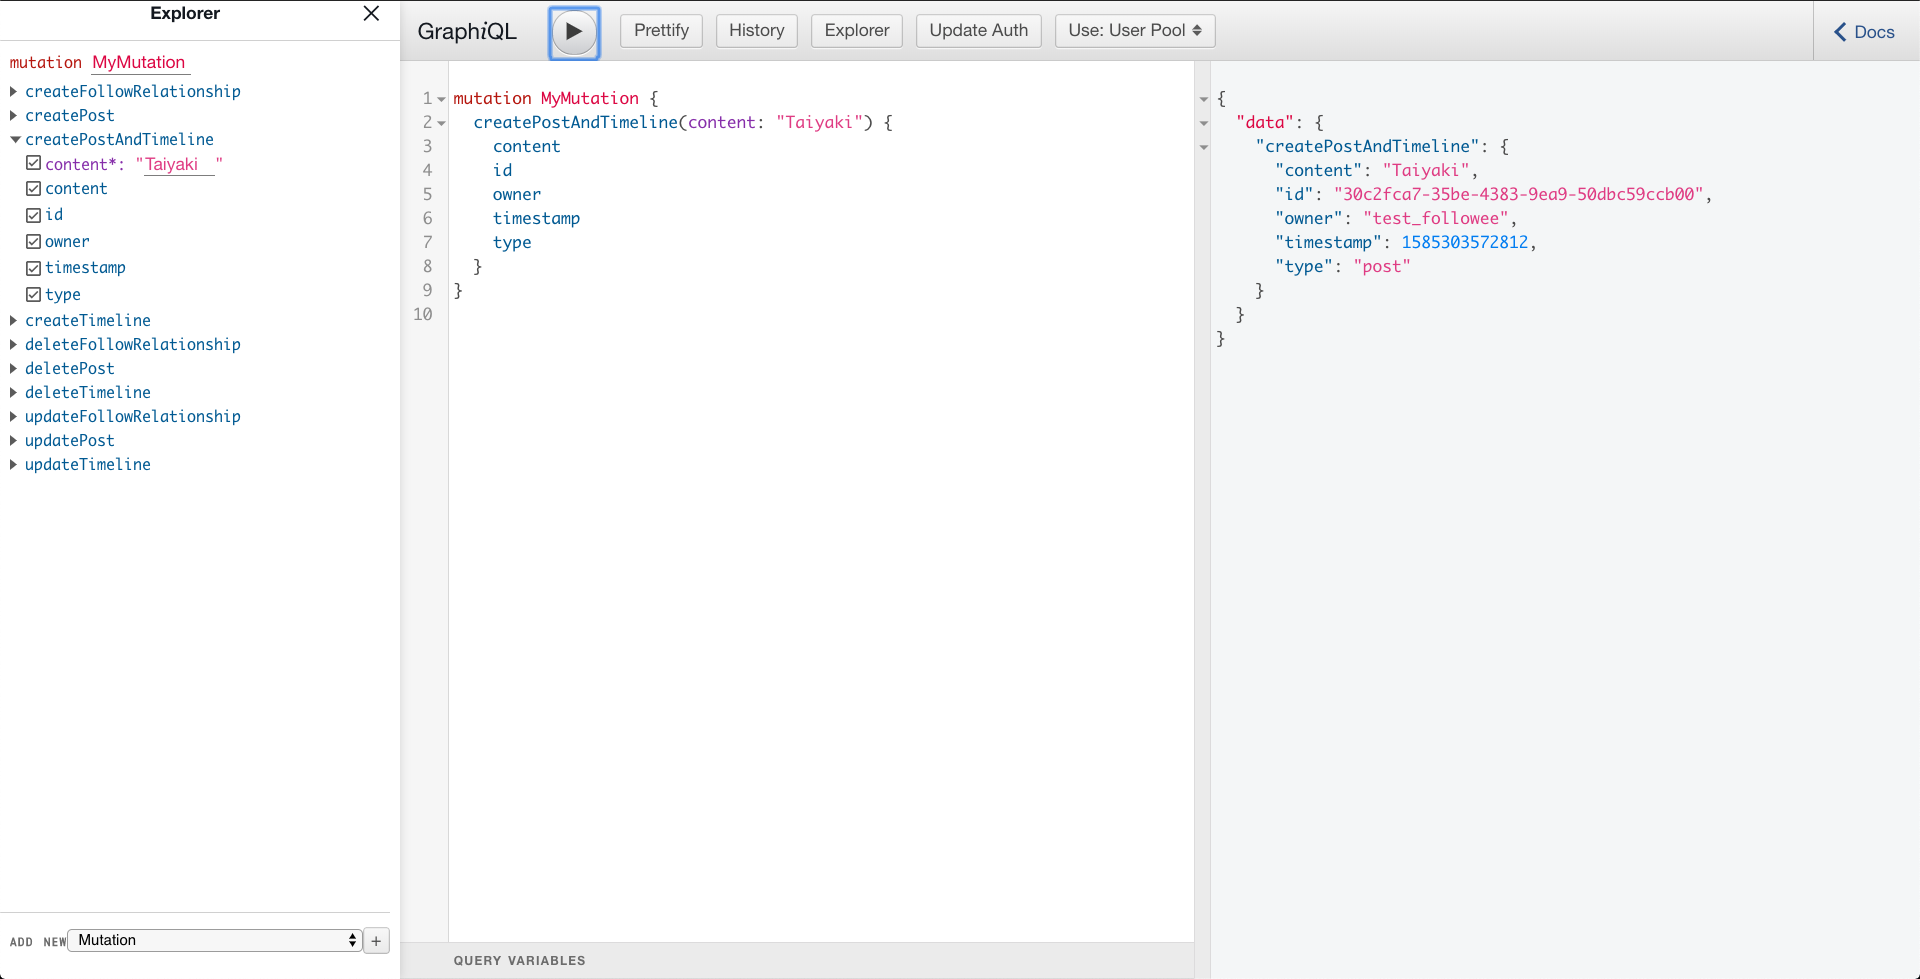 Explorer
mutation MyMutation
createFollowRelationship
createPost
createPostAndTimeline
content*: "Taiyaki "
content
id
owner
timestamp
type
createTimeline
deleteFollowRelationship
deletePost
deleteTimeline
updateFollowRelationship
updatePost
updateTimeline
ADD NEW Mutation +
GraphiQL Prettify History Explorer Update Auth Use: User Pool Docs
1 mutation MyMutation {
2 createPostAndTimeline(content: "Taiyaki") {
3 content
4 id
5 owner
6 timestamp
7 type
8 }
9 }
10
QUERY VARIABLES
{
"data": {
"createPostAndTimeline": {
"content": "Taiyaki",
"id": "30c2fca7-35be-4383-9ea9-50dbc59ccb00",
"owner": "test_followee",
"timestamp": 1585303572812,
"type": "post"
}
}
}